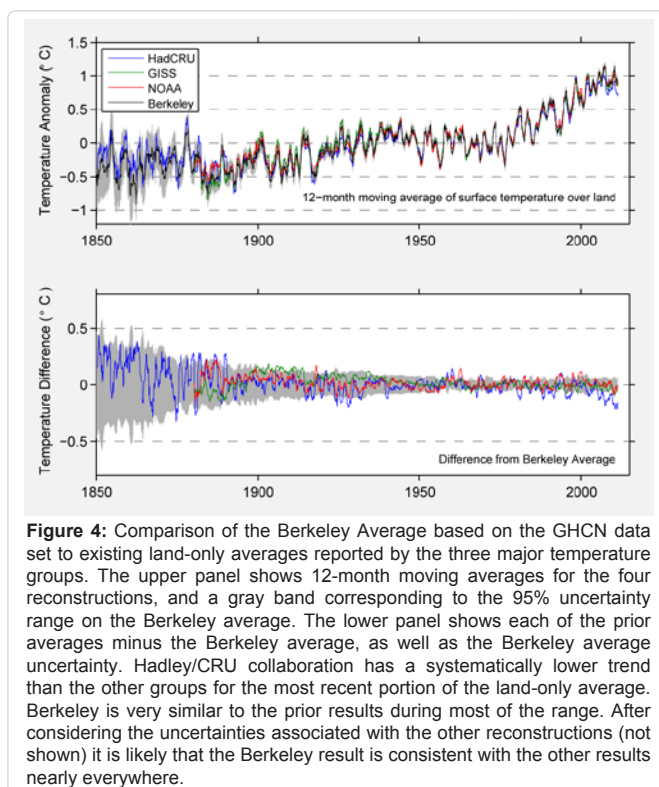 1.5
1
0.5
0
−0.5
−1
Temperature Anomaly (° C)
HadCRU
GISS
NOAA
Berkeley
12−month moving average of surface temperature over land
1850
1900
1950
2000
0.5
0
−0.5
Temperature Difference (° C)
Difference from Berkeley Average
1850
1900
1950
2000
Figure 4: Comparison of the Berkeley Average based on the GHCN data
set to existing land-only averages reported by the three major temperature
groups. The upper panel shows 12-month moving averages for the four
reconstructions, and a gray band corresponding to the 95% uncertainty
range on the Berkeley average. The lower panel shows each of the prior
averages minus the Berkeley average, as well as the Berkeley average
uncertainty. Hadley/CRU collaboration has a systematically lower trend
than the other groups for the most recent portion of the land-only average.
Berkeley is very similar to the prior results during most of the range. After
considering the uncertainties associated with the other reconstructions (not
shown) it is likely that the Berkeley result is consistent with the other results
nearly everywhere.